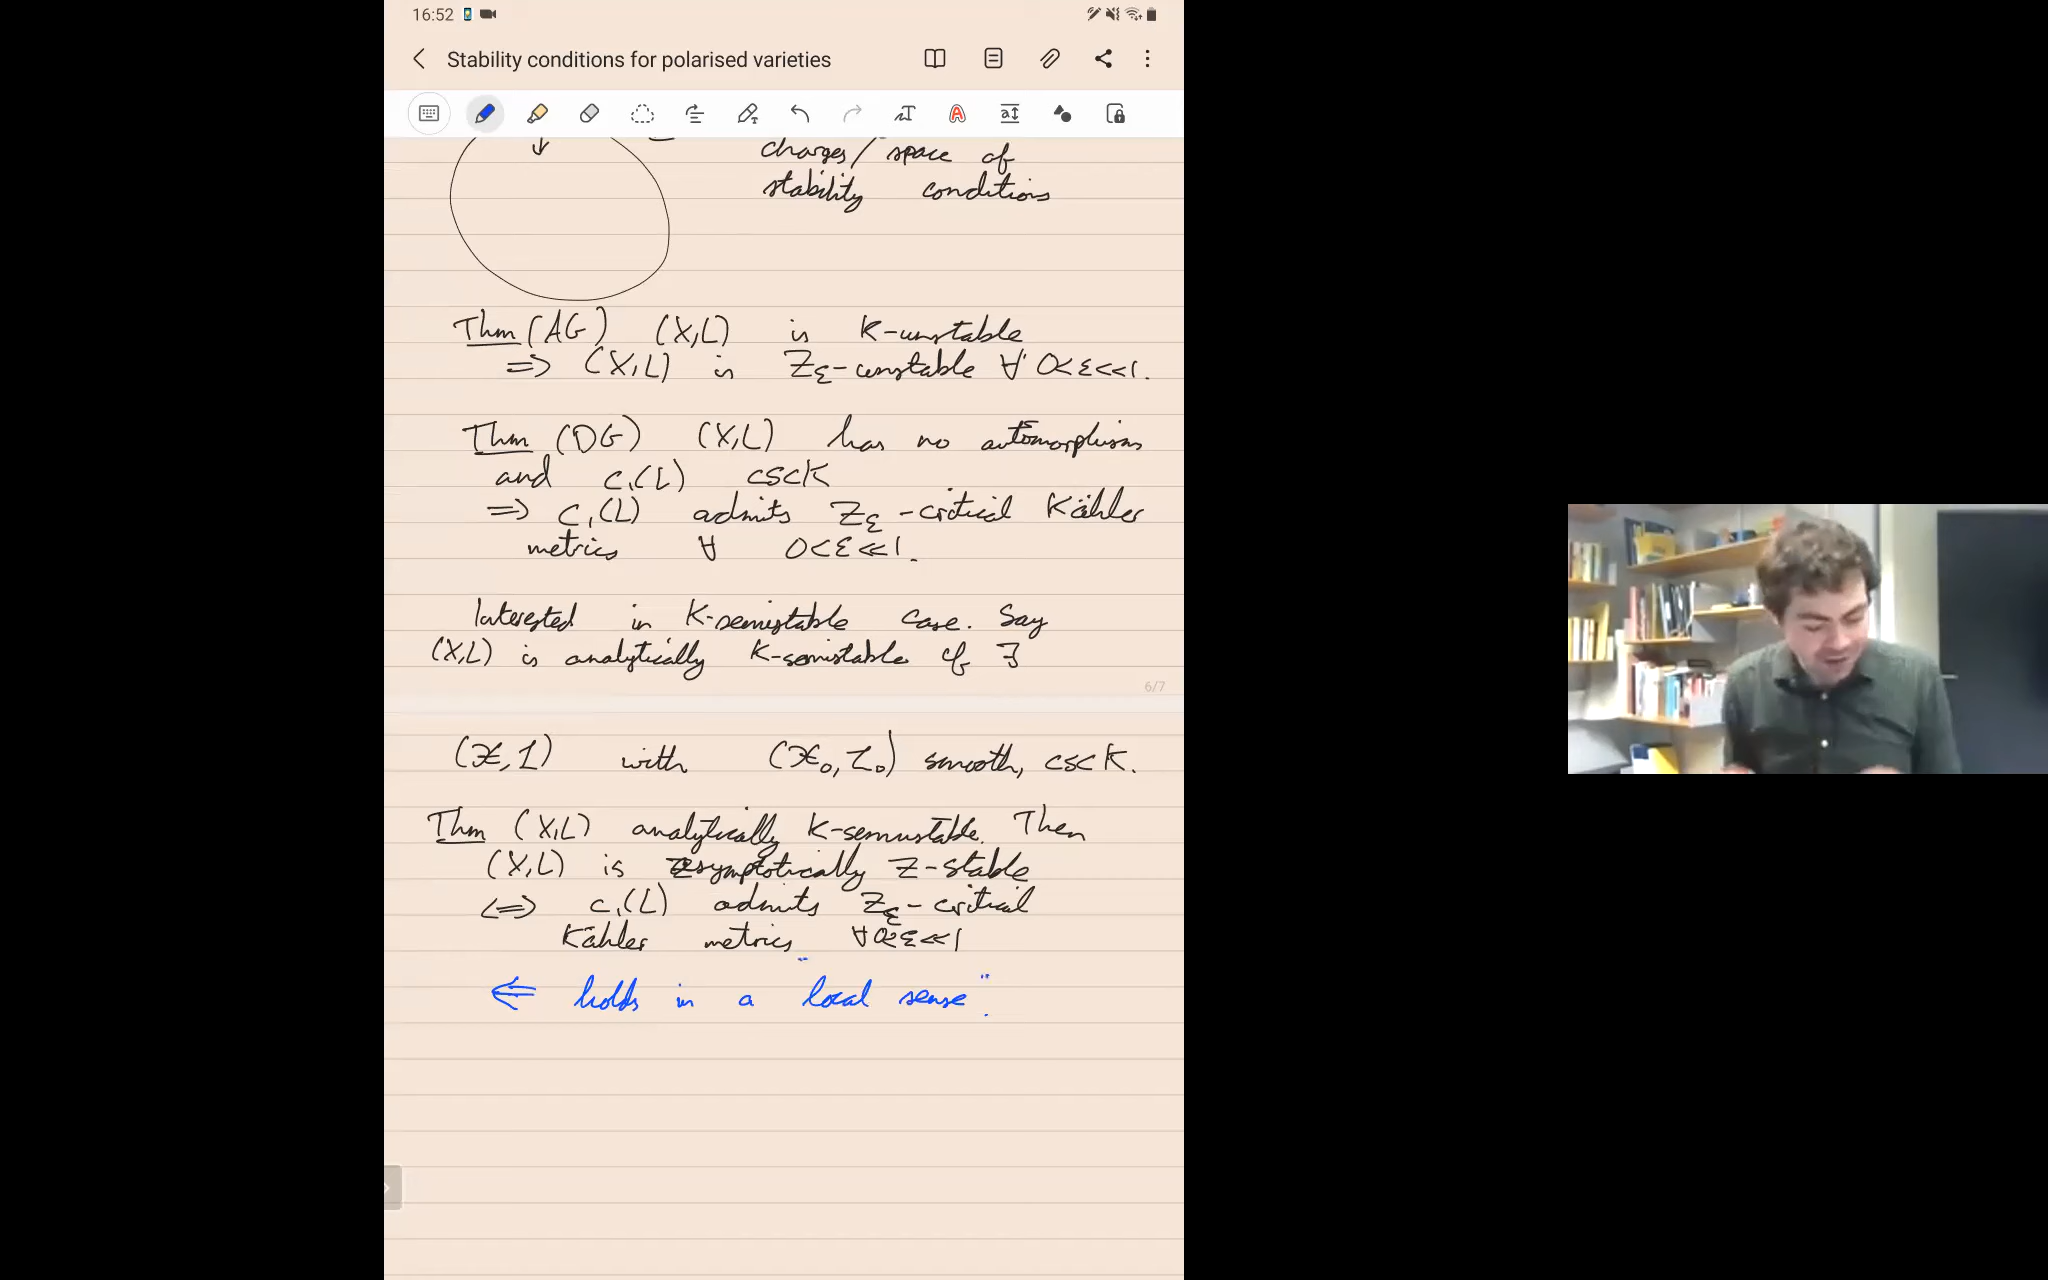 16:52
Stability conditions for polarised varieties
charges/space of
stability conditions
Thm (AG) (X,L) is K-unstable
⇒ (X,L) is Z_ε-unstable ∀ 0<ε<<1.
Thm (DG) (X,L) has no automorphisms
and c₁(L) cscK
⇒ c₁(L) admits Z_ε-critical Kähler
metrics ∀ 0<ε≪1.
Interested in K-semistable case. Say
(X,L) is analytically K-semistable if ∃
6/7
(𝒳,ℒ) with (𝒳₀,ℒ₀) smooth, cscK.
Thm (X,L) analytically K-semistable. Then
(X,L) is asymptotically Z-stable
⇔ c₁(L) admits Z_ε-critical
Kähler metrics ∀ 0<ε≪1
⇐ holds in a "local sense".